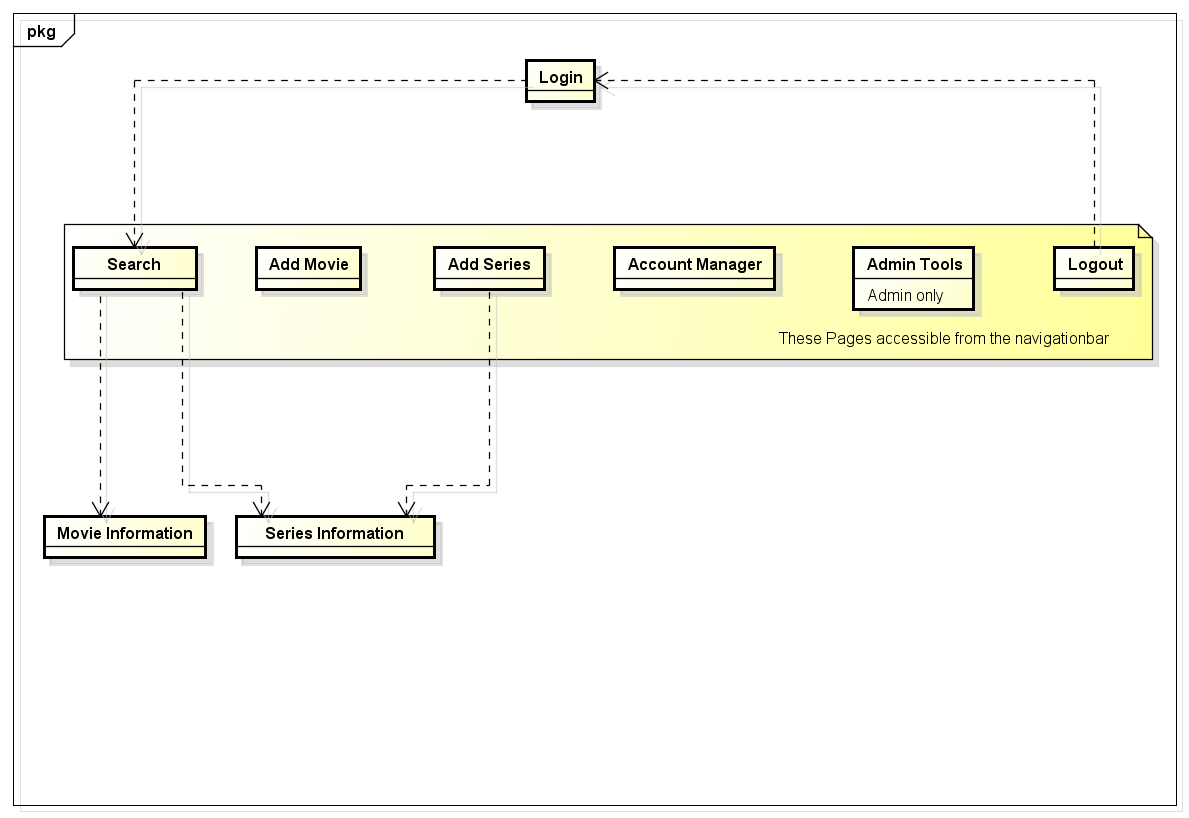 pkg
Login
Search
Add Movie
Add Series
Account Manager
Admin Tools
Admin only
Logout
These Pages accessible from the navigationbar
Movie Information
Series Information